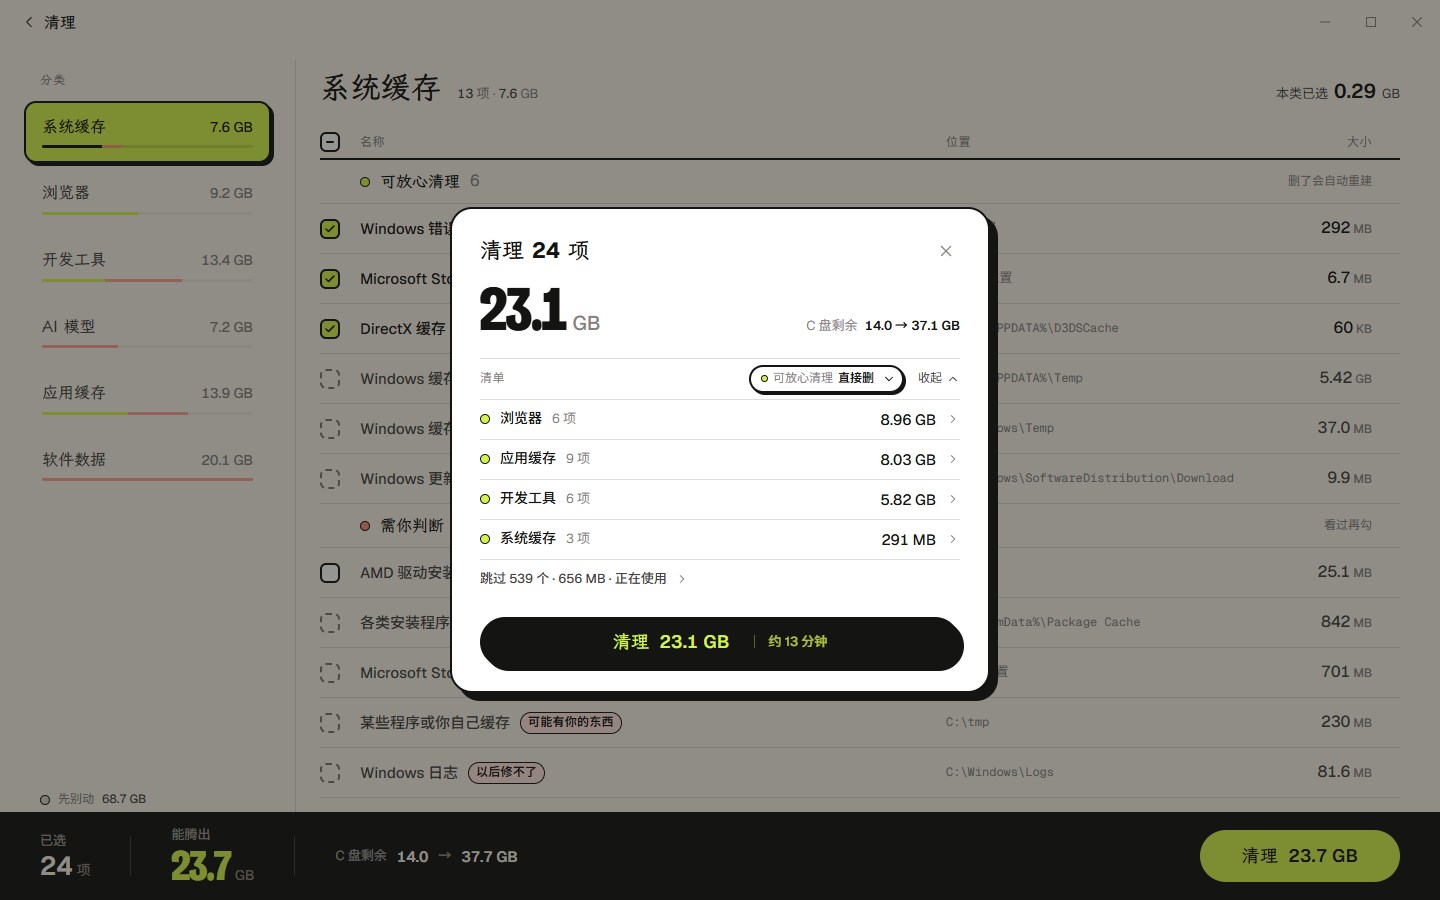 清理
分类
系统缓存 7.6 GB
浏览器 9.2 GB
开发工具 13.4 GB
AI 模型 7.2 GB
应用缓存 13.9 GB
软件数据 20.1 GB
先别动 68.7 GB
系统缓存 13 项 · 7.6 GB
本类已选 0.29 GB
名称 位置 大小
可放心清理 6 删了会自动重建
Windows 292 MB
Microsoft 置 6.7 MB
DirectX 缓存 PPDATA%\D3DSCache 60 KB
Windows PPDATA%\Temp 5.42 GB
Windows ows\Temp 37.0 MB
Windows ows\SoftwareDistribution\Download 9.9 MB
需你判断 看过再勾
AMD 驱动安装 25.1 MB
各类安装程序 mData%\Package Cache 842 MB
Microsoft 置 701 MB
某些程序或你自己缓存 可能有你的东西 C:\tmp 230 MB
Windows 日志 以后修不了 C:\Windows\Logs 81.6 MB
清理 24 项
23.1 GB
C 盘剩余 14.0 → 37.1 GB
清单 可放心清理 直接删 收起
浏览器 6 项 8.96 GB
应用缓存 9 项 8.03 GB
开发工具 6 项 5.82 GB
系统缓存 3 项 291 MB
跳过 539 个 · 656 MB · 正在使用
清理 23.1 GB 约 13 分钟
已选
24 项
能腾出
23.7 GB
C 盘剩余 14.0 → 37.7 GB
清理 23.7 GB